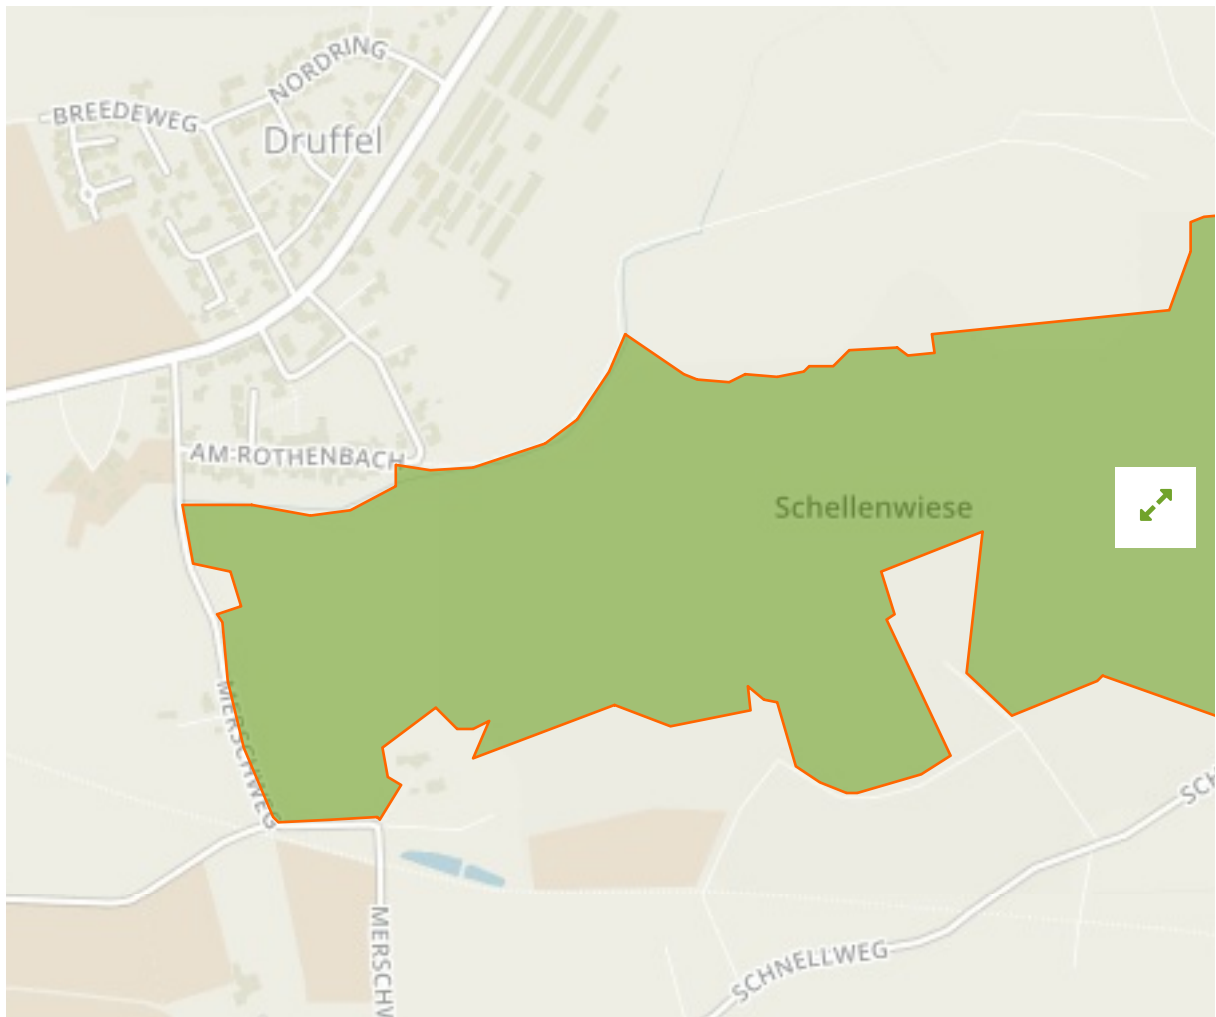 NORDRING
BREEDEWEG
Druffel
AM ROTHENBACH
Schellenwiese
MERSCHWEG
SCH
MERSCHW
SCHNELLWEG